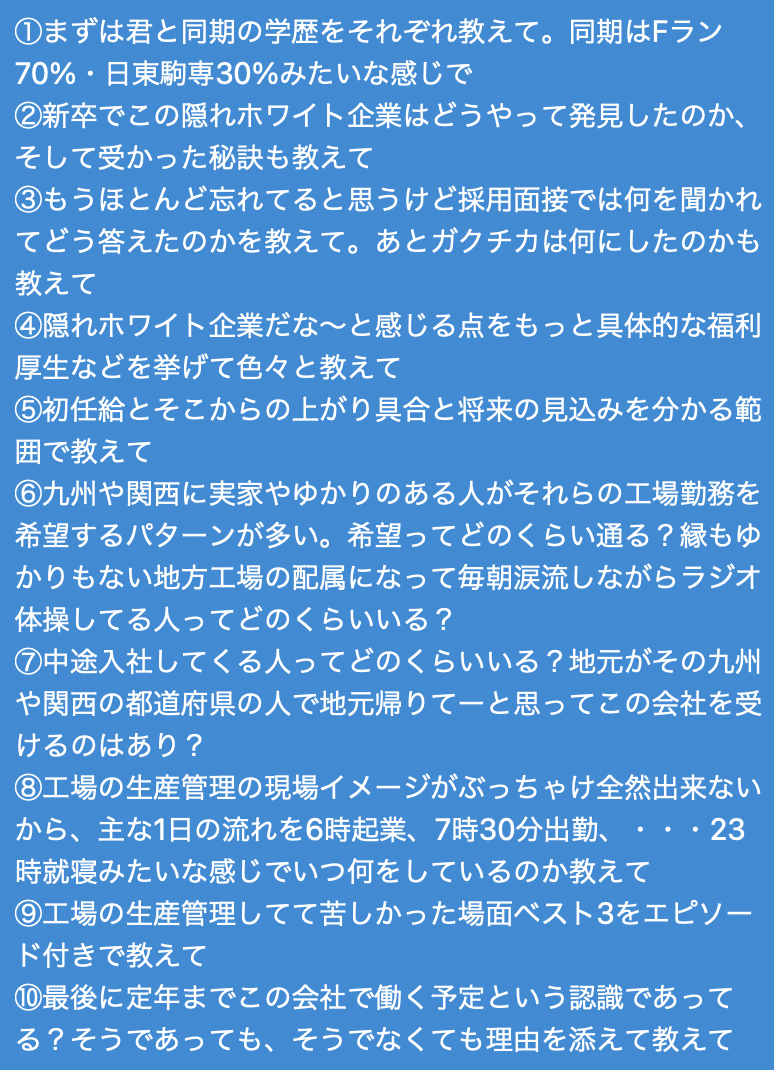 ①まずは君と同期の学歴をそれぞれ教えて。同期はFラン
70%・日東駒専30%みたいな感じで
②新卒でこの隠れホワイト企業はどうやって発見したのか、
そして受かった秘訣も教えて
③もうほとんど忘れてると思うけど採用面接では何を聞かれ
てどう答えたのかを教えて。あとガクチカは何にしたのかも
教えて
④隠れホワイト企業だな〜と感じる点をもっと具体的な福利
厚生などを挙げて色々と教えて
⑤初任給とそこからの上がり具合と将来の見込みを分かる範
囲で教えて
⑥九州や関西に実家やゆかりのある人がそれらの工場勤務を
希望するパターンが多い。希望ってどのくらい通る？縁もゆ
かりもない地方工場の配属になって毎朝涙流しながらラジオ
体操してる人ってどのくらいいる？
⑦中途入社してくる人ってどのくらいいる？地元がその九州
や関西の都道府県の人で地元帰りてーと思ってこの会社を受
けるのはあり？
⑧工場の生産管理の現場イメージがぶっちゃけ全然出来ない
から、主な1日の流れを6時起業、7時30分出勤、・・・23
時就寝みたいな感じでいつ何をしているのか教えて
⑨工場の生産管理してて苦しかった場面ベスト3をエピソー
ド付きで教えて
⑩最後に定年までこの会社で働く予定という認識であって
る？そうであっても、そうでなくても理由を添えて教えて